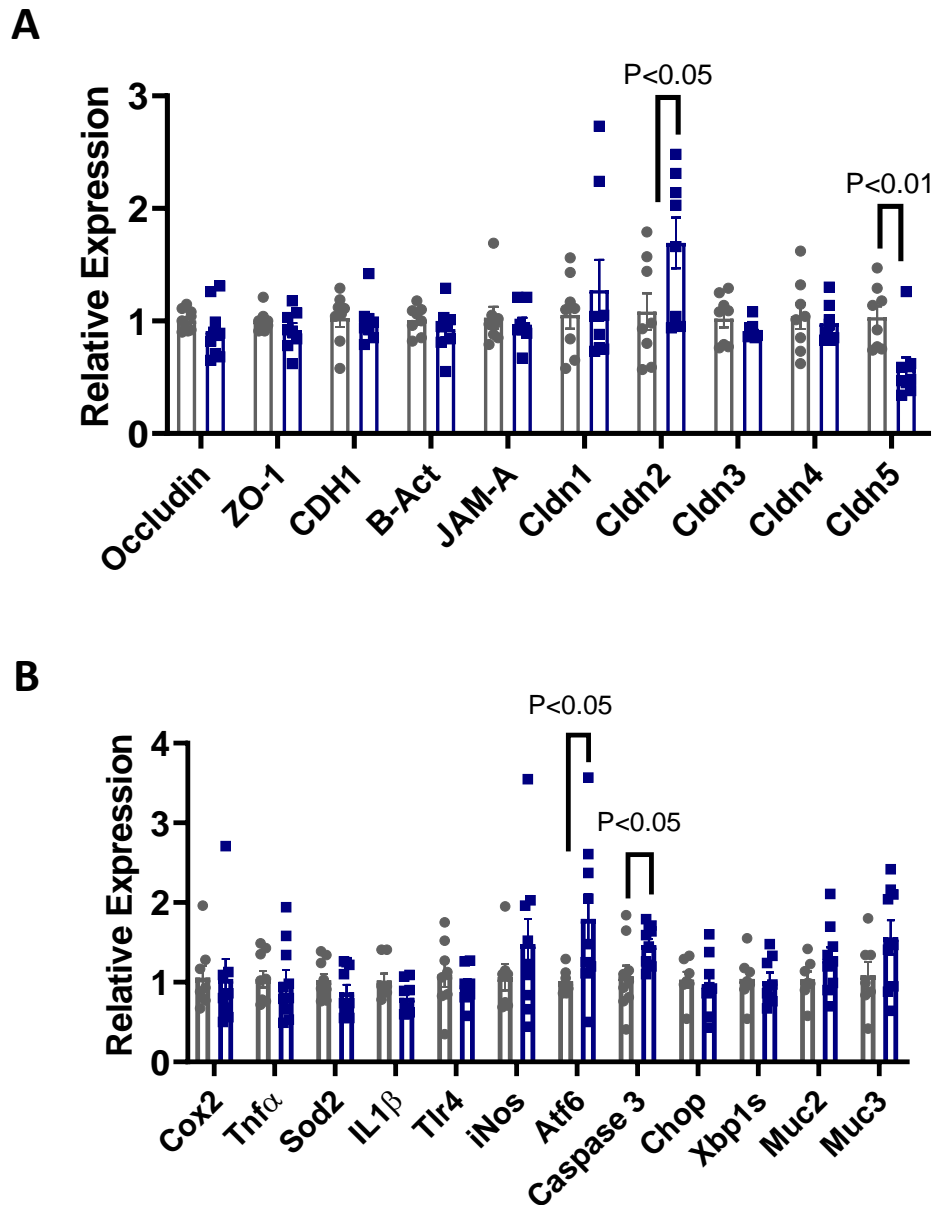 A
Relative Expression
3
2
1
0
P<0.05
P<0.01
Occludin
ZO-1
CDH1
B-Act
JAM-A
Cldn1
Cldn2
Cldn3
Cldn4
Cldn5
B
Relative Expression
4
3
2
1
0
P<0.05
P<0.05
Cox2
Tnfα
Sod2
IL1β
Tlr4
iNos
Atf6
Caspase 3
Chop
Xbp1s
Muc2
Muc3